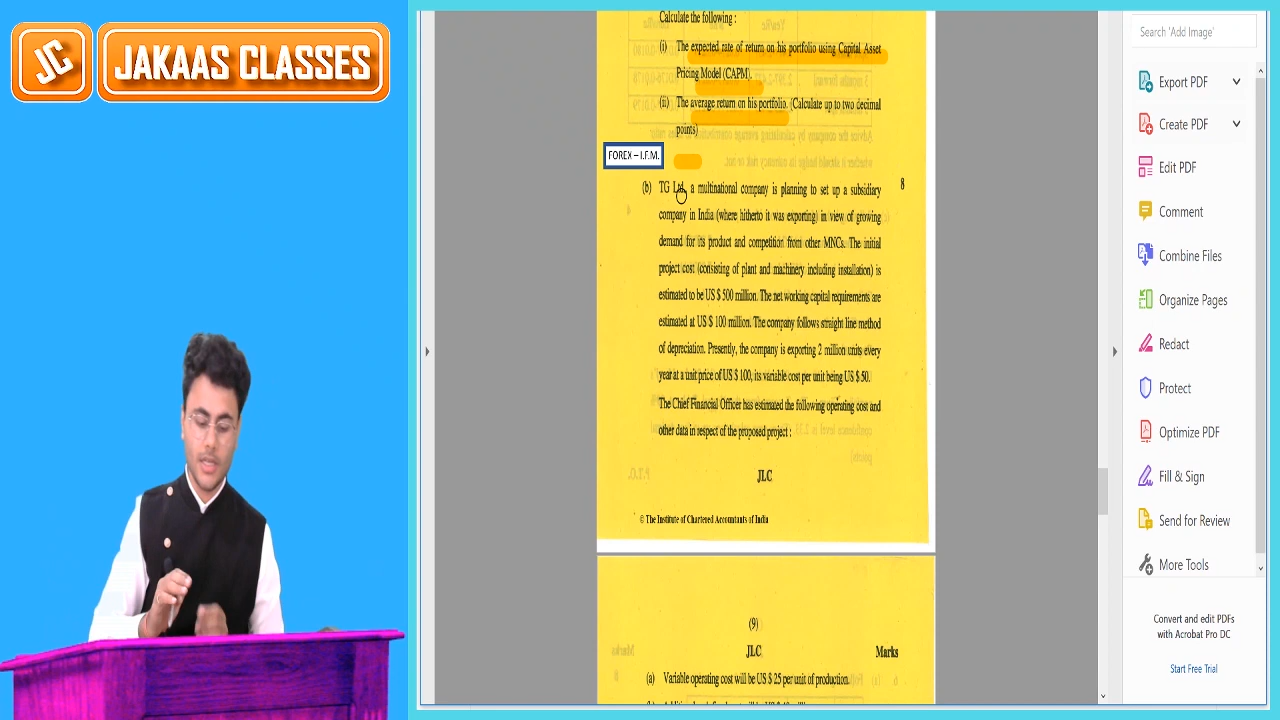 JC
JAKAAS CLASSES
Calculate the following :
(i) The expected rate of return on his portfolio using Capital Asset
Pricing Model (CAPM).
(ii) The average return on his portfolio. (Calculate up to two decimal
points)
FOREX – I.F.M.
(b) TG Ltd, a multinational company is planning to set up a subsidiary 8
company in India (where hitherto it was exporting) in view of growing
demand for its product and competition from other MNCs. The initial
project cost (consisting of plant and machinery including installation) is
estimated to be US $ 500 million. The net working capital requirements are
estimated at US $ 100 million. The company follows straight line method
of depreciation. Presently, the company is exporting 2 million units every
year at a unit price of US $ 100, its variable cost per unit being US $ 50.
The Chief Financial Officer has estimated the following operating cost and
other data in respect of the proposed project :
JLC
© The Institute of Chartered Accountants of India
(9)
JLC Marks
(a) Variable operating cost will be US $ 25 per unit of production.
Search 'Add Image'
Export PDF
Create PDF
Edit PDF
Comment
Combine Files
Organize Pages
Redact
Protect
Optimize PDF
Fill & Sign
Send for Review
More Tools
Convert and edit PDFs
with Acrobat Pro DC
Start Free Trial